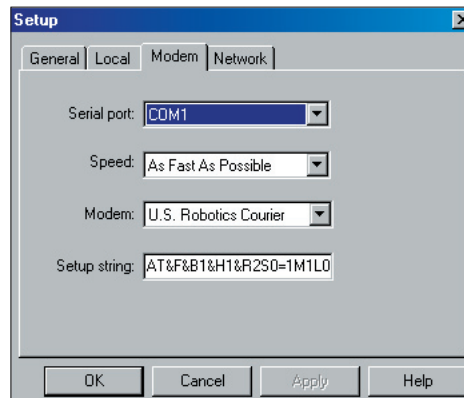 Setup
General Local Modem Network
Serial port: COM1
Speed: As Fast As Possible
Modem: U.S. Robotics Courier
Setup string: AT&F&B1&H1&R2S0=1M1L0
OK Cancel Apply Help